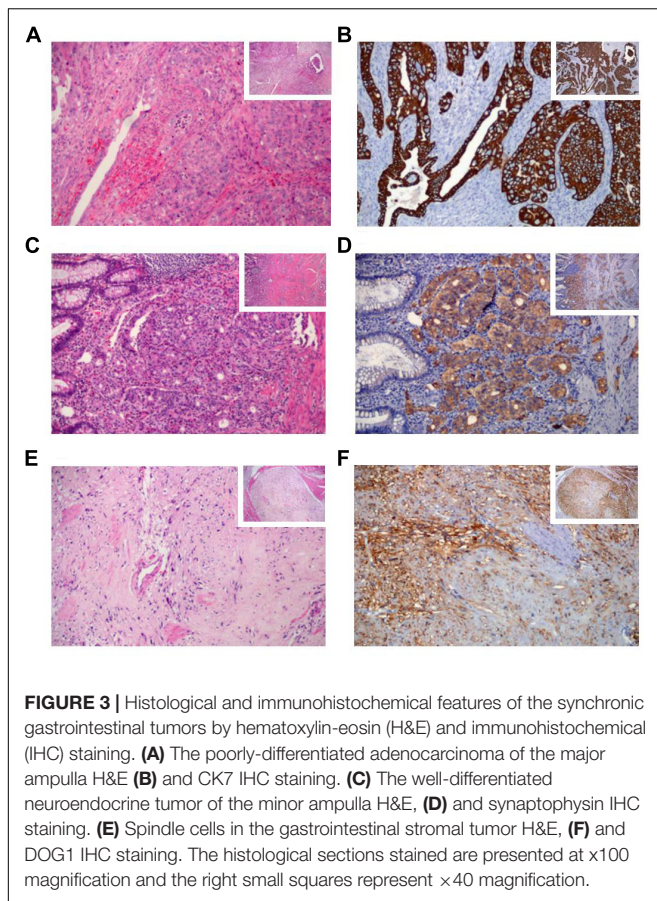 A
B
C
D
E
F
FIGURE 3 | Histological and immunohistochemical features of the synchronic
gastrointestinal tumors by hematoxylin-eosin (H&E) and immunohistochemical
(IHC) staining. (A) The poorly-differentiated adenocarcinoma of the major
ampulla H&E (B) and CK7 IHC staining. (C) The well-differentiated
neuroendocrine tumor of the minor ampulla H&E, (D) and synaptophysin IHC
staining. (E) Spindle cells in the gastrointestinal stromal tumor H&E, (F) and
DOG1 IHC staining. The histological sections stained are presented at x100
magnification and the right small squares represent ×40 magnification.